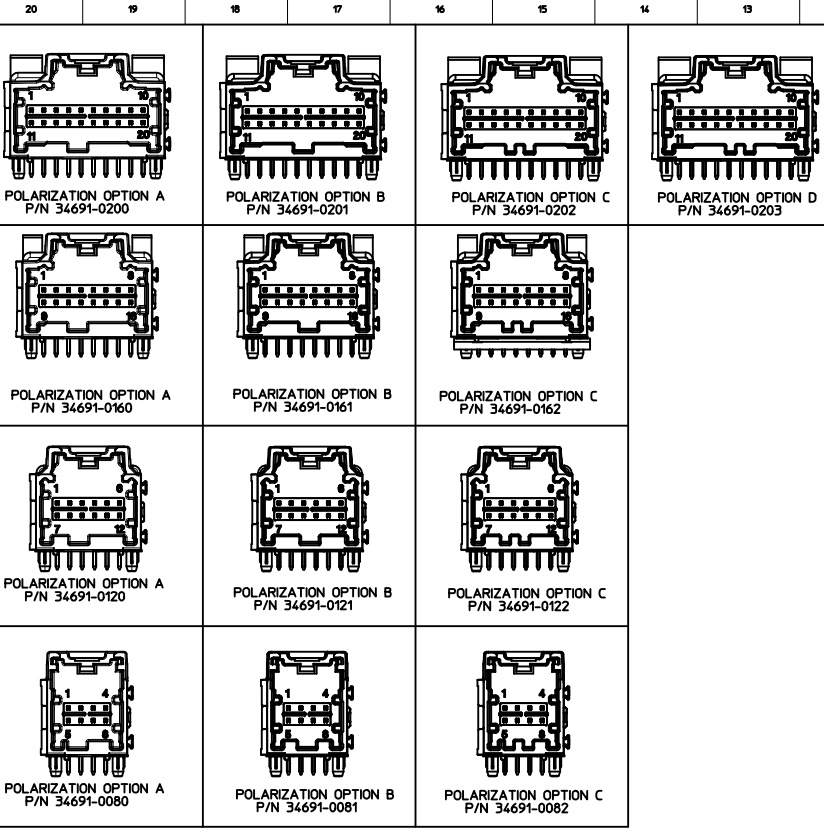 20 19 18 17 16 15 14 13
1 10 1 10 1 10 1 10
11 20 11 20 11 20 11 20
POLARIZATION OPTION A
P/N 34691-0200
POLARIZATION OPTION B
P/N 34691-0201
POLARIZATION OPTION C
P/N 34691-0202
POLARIZATION OPTION D
P/N 34691-0203
1 8 1 8 1 8
9 16 9 16 9 16
POLARIZATION OPTION A
P/N 34691-0160
POLARIZATION OPTION B
P/N 34691-0161
POLARIZATION OPTION C
P/N 34691-0162
1 6 1 6 1 6
7 12 7 12 7 12
POLARIZATION OPTION A
P/N 34691-0120
POLARIZATION OPTION B
P/N 34691-0121
POLARIZATION OPTION C
P/N 34691-0122
1 4 1 4 1 4
5 8 5 8 5 8
POLARIZATION OPTION A
P/N 34691-0080
POLARIZATION OPTION B
P/N 34691-0081
POLARIZATION OPTION C
P/N 34691-0082